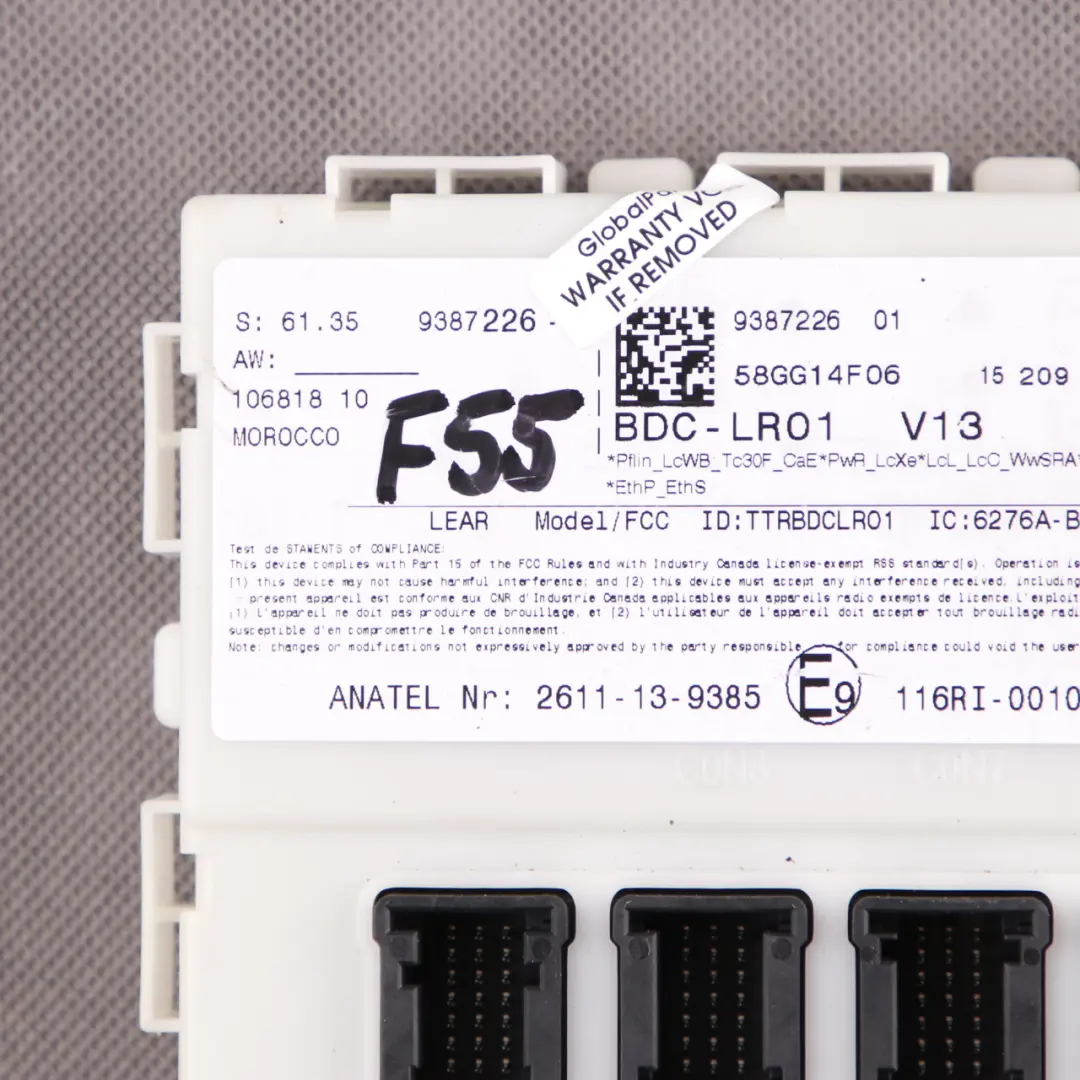 WARRANTY
IF REMOVED
S: 61.35 9387226 -
AW:
106818 10
MOROCCO
F55
9387226 01
58GG14F06 15 209
BDC-LR01 V13
*Pflin_LcWB_Tc30F_CaE*PwR_LcXe*LcL_LcC_WwSRA*
*EthP_EthS
LEAR Model/FCC ID:TTRBDCLR01 IC:6276A-B
Test de STAMENTS of COMPLIANCE:
This device complies with Part 15 of the FCC Rules and with Industry Canada license-exempt RSS standard(s). Operation is
(1) this device may not cause harmful interference; and (2) this device must accept any interference received, including
present appareil est conforme aux CNR d'Industrie Canada applicables aux appareils radio exempts de licence.L'exploit
(1) L'appareil ne doit pas produire de brouillage, et (2) l'utilisateur de l'appareil doit accepter tout brouillage radi
susceptible d'en compromettre le fonctionnement.
Note: changes or modifications not expressively approved by the party responsible for compliance could void the user
ANATEL Nr: 2611-13-9385 E9 116RI-0010